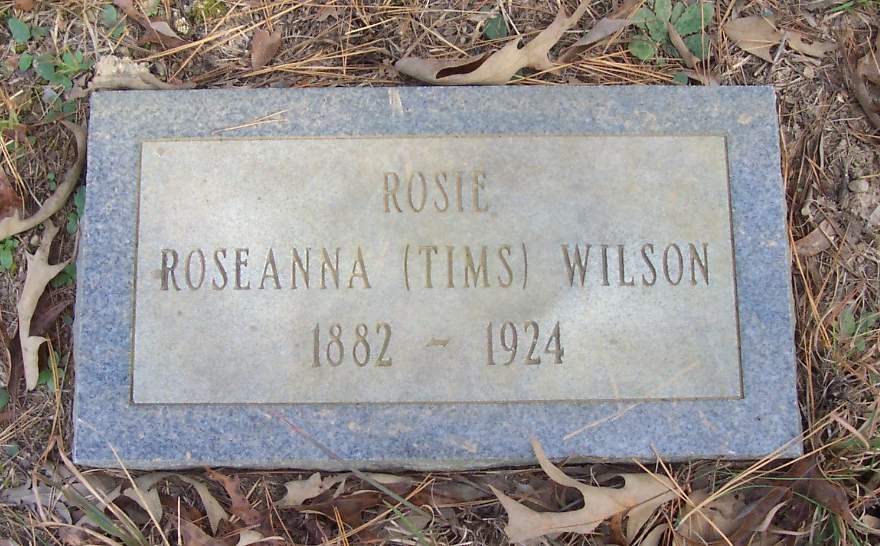 ROSIE
ROSEANNA (TIMS) WILSON
1882 - 1924